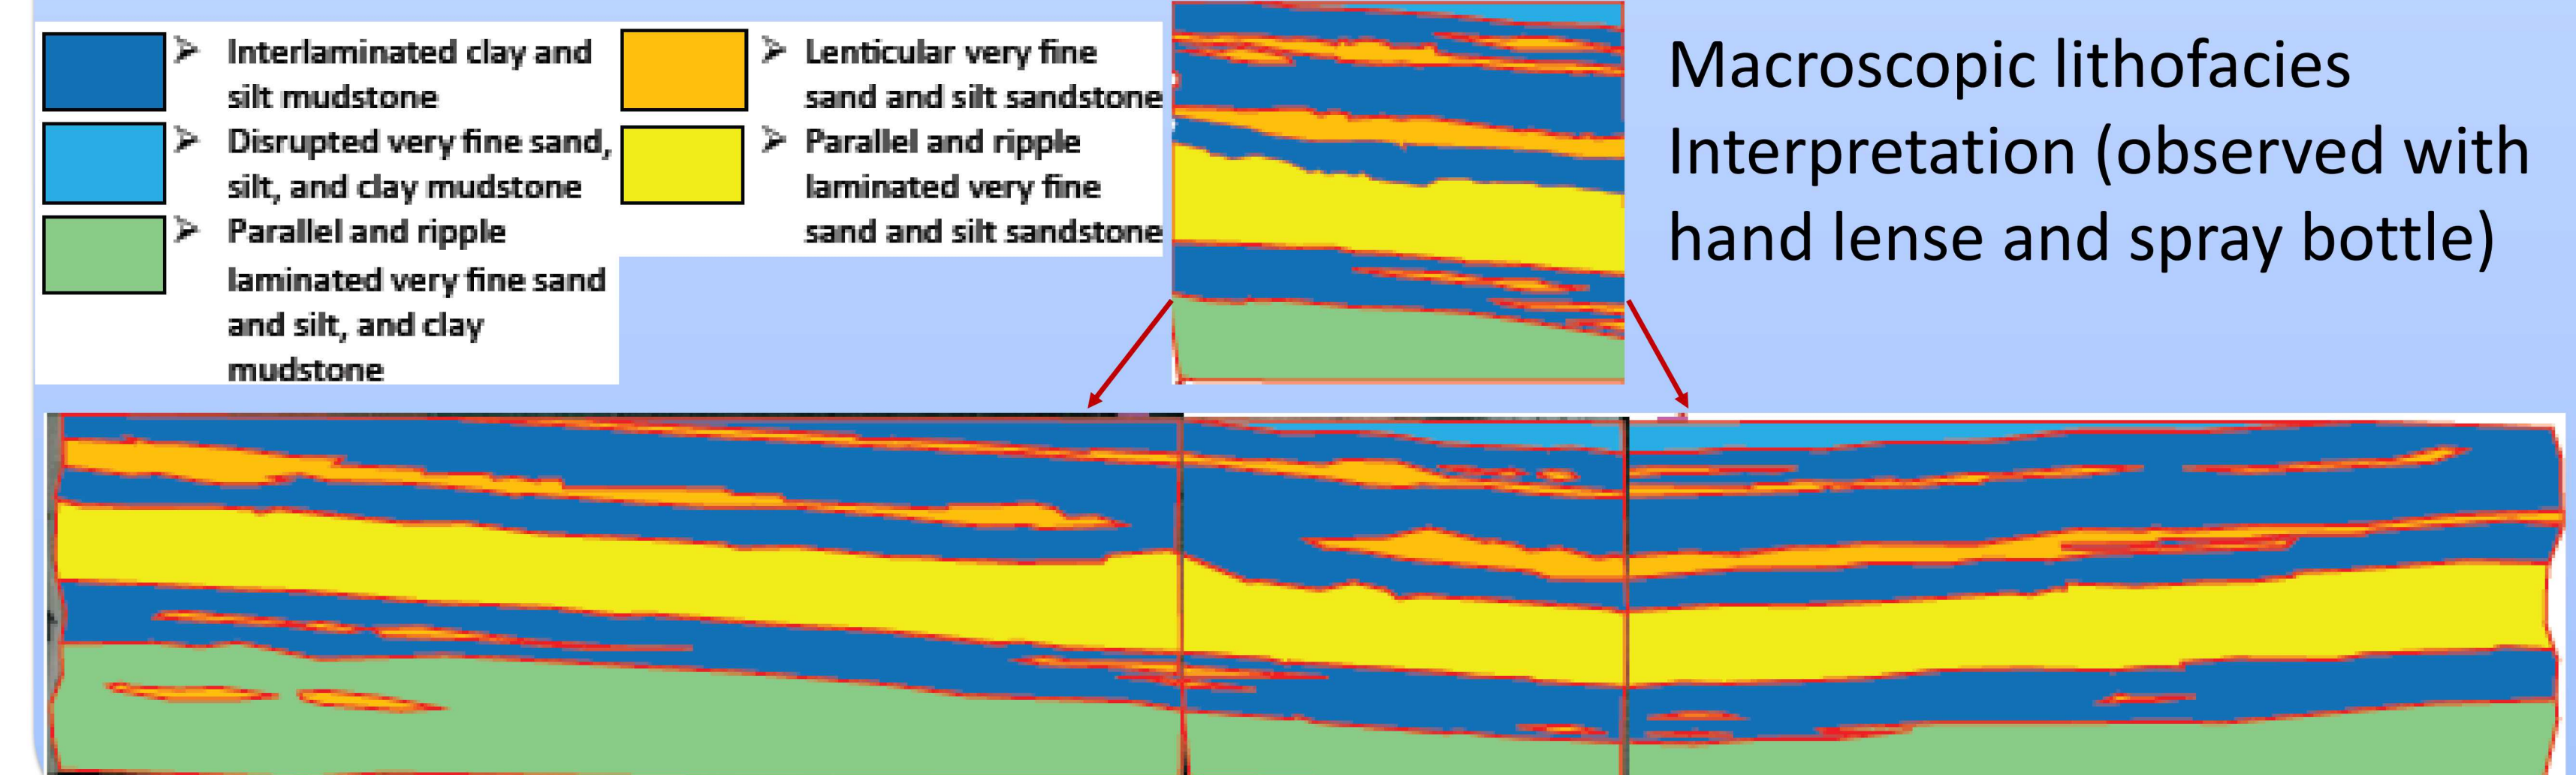 Interlaminated clay and
silt mudstone
Disrupted very fine sand,
silt, and clay mudstone
Parallel and ripple
laminated very fine sand
and silt, and clay
mudstone
Lenticular very fine
sand and silt sandstone
Parallel and ripple
laminated very fine
sand and silt sandstone
Macroscopic lithofacies
Interpretation (observed with
hand lense and spray bottle)